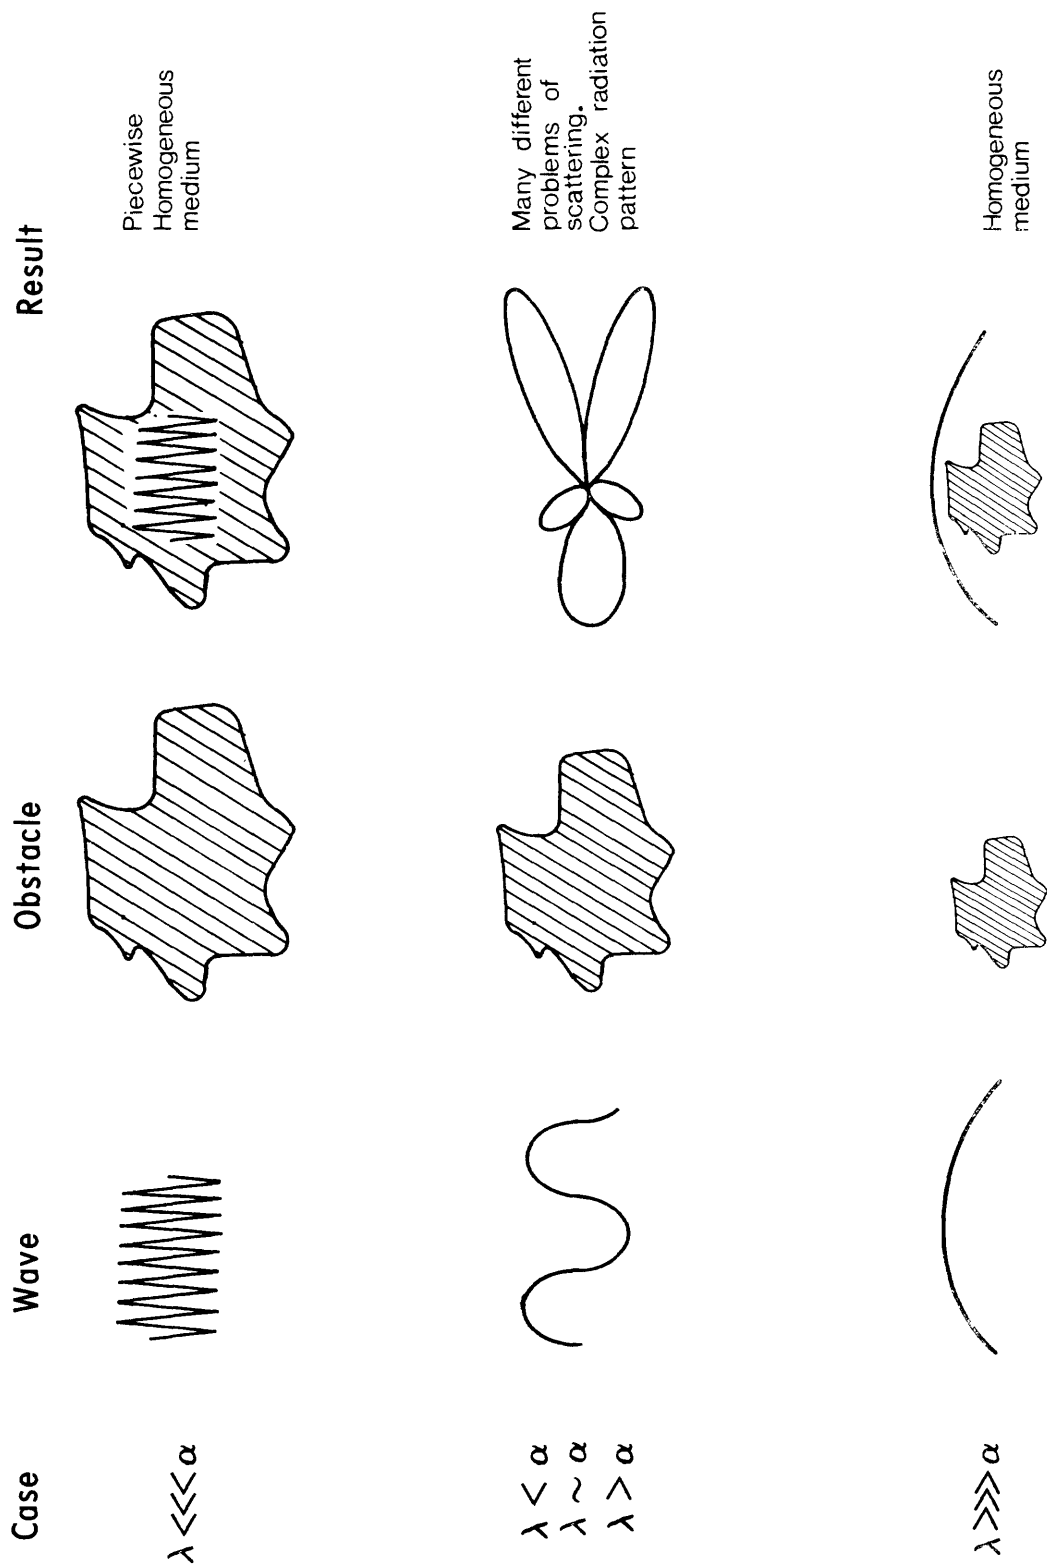 Case Wave Obstacle Result
λ <<< α
Piecewise
Homogeneous
medium
λ < α
λ ~ α
λ > α
Many different
problems of
scattering.
Complex radiation
pattern
λ >>> α
Homogeneous
medium